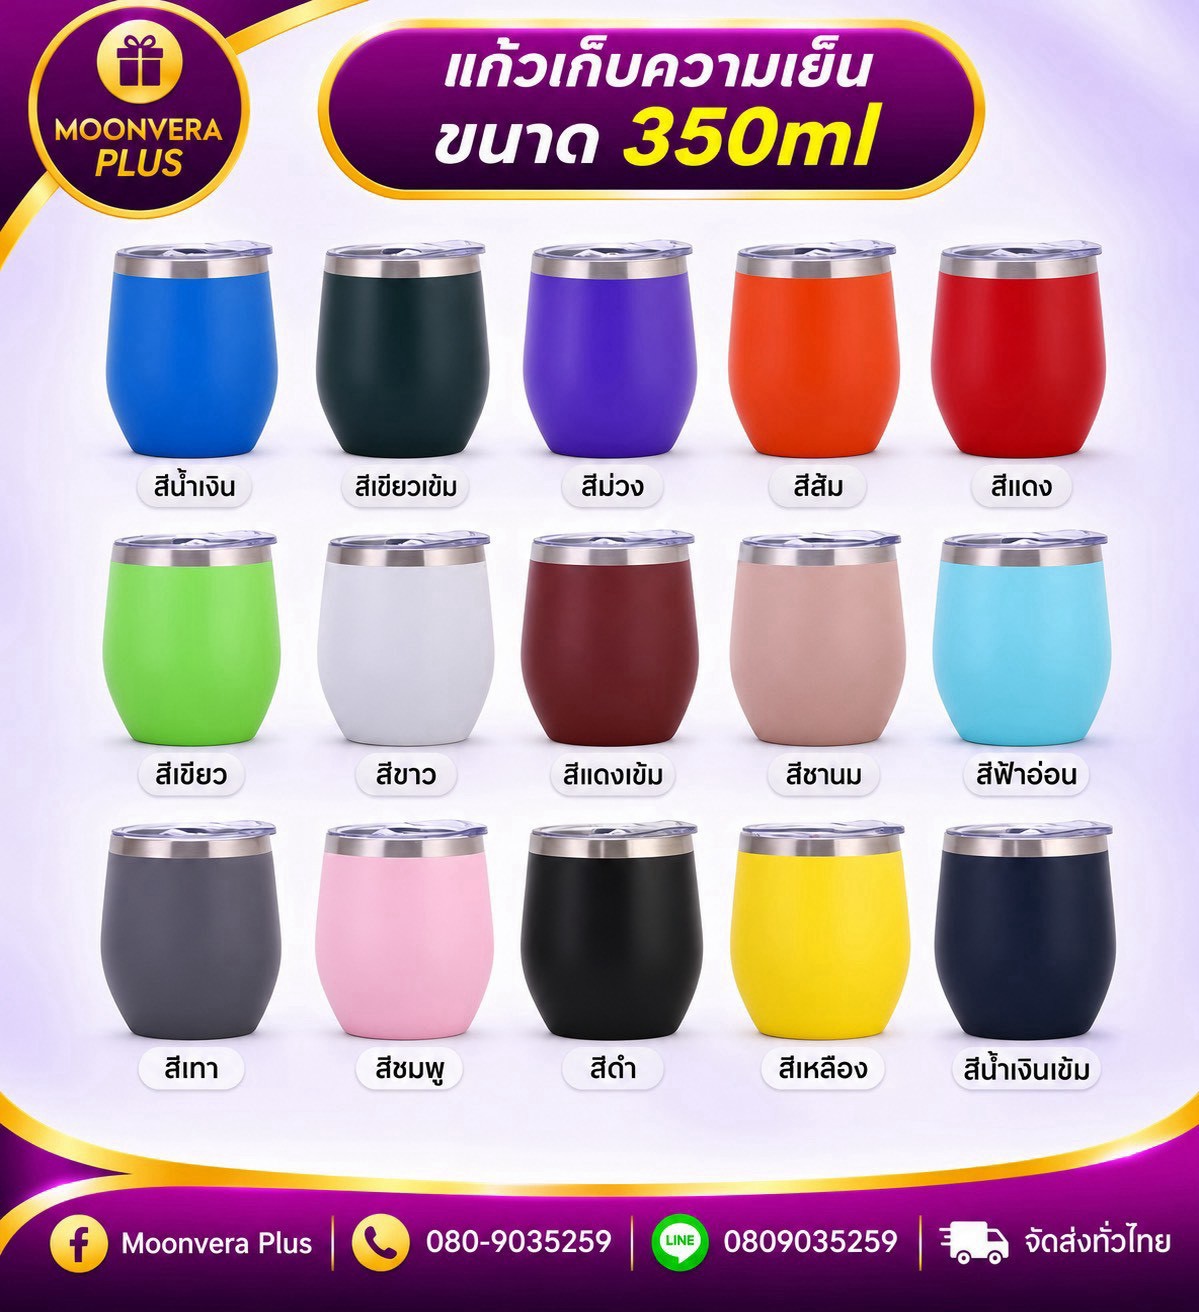 MOONVERA
PLUS
แก้วเก็บความเย็น
ขนาด 350ml
สีน้ำเงิน
สีเขียวเข้ม
สีม่วง
สีส้ม
สีแดง
สีเขียว
สีขาว
สีแดงเข้ม
สีชานม
สีฟ้าอ่อน
สีเทา
สีชมพู
สีดำ
สีเหลือง
สีน้ำเงินเข้ม
Moonvera Plus
080-9035259
LINE
0809035259
จัดส่งทั่วไทย